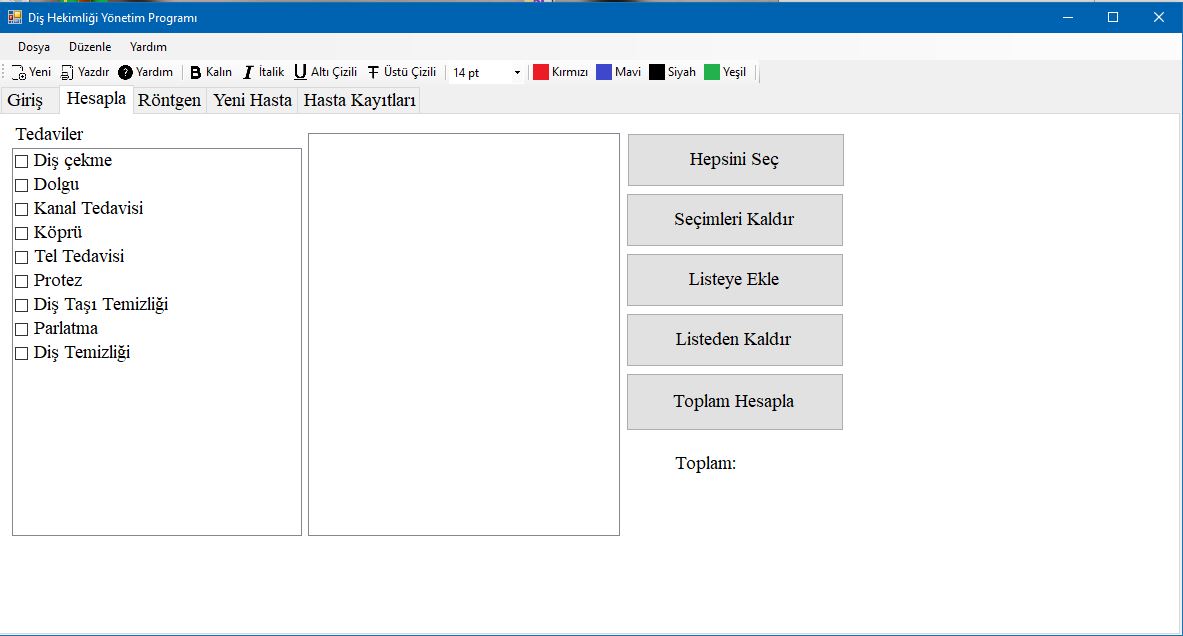 Diş Hekimliği Yönetim Programı
Dosya Düzenle Yardım
Yeni Yazdır ? Yardım B Kalın I İtalik U Altı Çizili T Üstü Çizili 14 pt Kırmızı Mavi Siyah Yeşil
Giriş Hesapla Röntgen Yeni Hasta Hasta Kayıtları
Tedaviler
Diş çekme
Dolgu
Kanal Tedavisi
Köprü
Tel Tedavisi
Protez
Diş Taşı Temizliği
Parlatma
Diş Temizliği
Hepsini Seç
Seçimleri Kaldır
Listeye Ekle
Listeden Kaldır
Toplam Hesapla
Toplam: